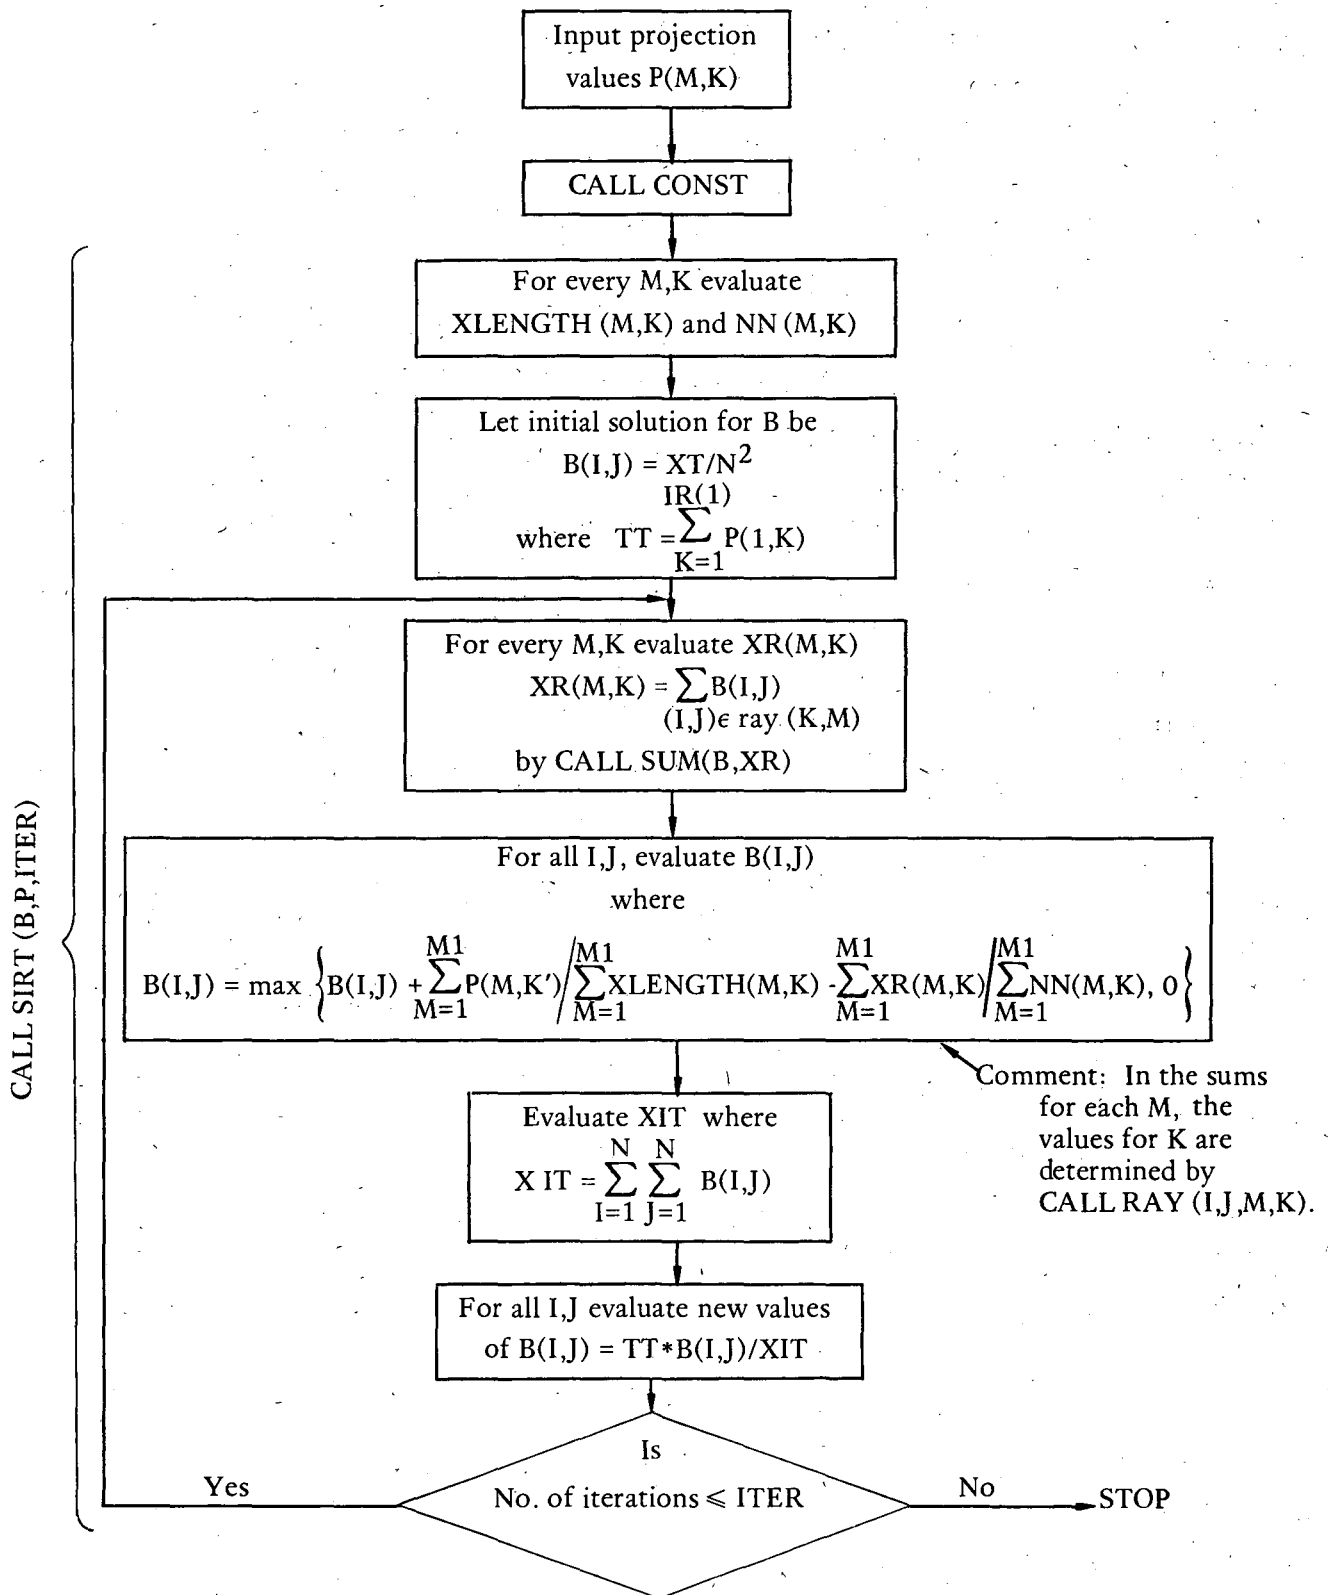 Input projection
values P(M,K)
CALL CONST
For every M,K evaluate
XLENGTH (M,K) and NN (M,K)
Let initial solution for B be
B(I,J) = XT/N²
IR(1)
where TT = ∑ P(1,K)
K=1
For every M,K evaluate XR(M,K)
XR(M,K) = ∑ B(I,J)
(I,J)ϵ ray (K,M)
by CALL SUM(B,XR)
For all I,J, evaluate B(I,J)
where
M1 M1 M1 M1
B(I,J) = max {B(I,J) + ∑ P(M,K') / ∑ XLENGTH(M,K) - ∑ XR(M,K) / ∑ NN(M,K), 0}
M=1 M=1 M=1 M=1
Comment: In the sums
for each M, the
values for K are
determined by
CALL RAY (I,J,M,K).
Evaluate XIT where
N N
X IT = ∑ ∑ B(I,J)
I=1 J=1
For all I,J evaluate new values
of B(I,J) = TT*B(I,J)/XIT
Is
No. of iterations ⩽ ITER
Yes
No
STOP
CALL SIRT (B,P,ITER)